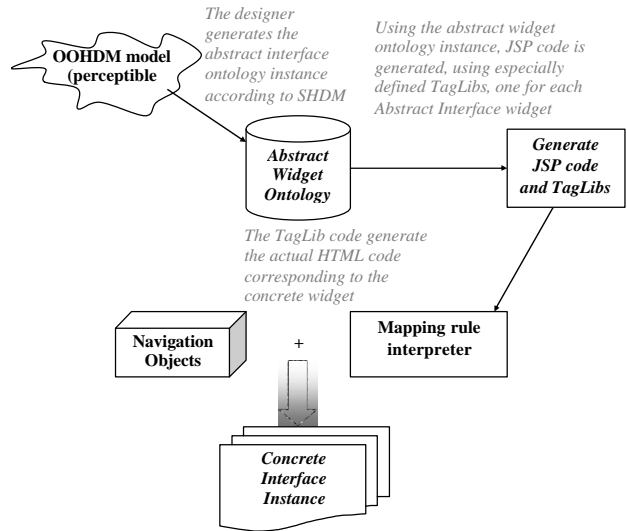 OOHDM model
(perceptible
The designer
generates the
abstract interface
ontology instance
according to SHDM
Using the abstract widget
ontology instance, JSP code is
generated, using especially
defined TagLibs, one for each
Abstract Interface widget
Abstract
Widget
Ontology
Generate
JSP code
and TagLibs
The TagLib code generate
the actual HTML code
corresponding to the
concrete widget
Navigation
Objects
+
Mapping rule
interpreter
Concrete
Interface
Instance